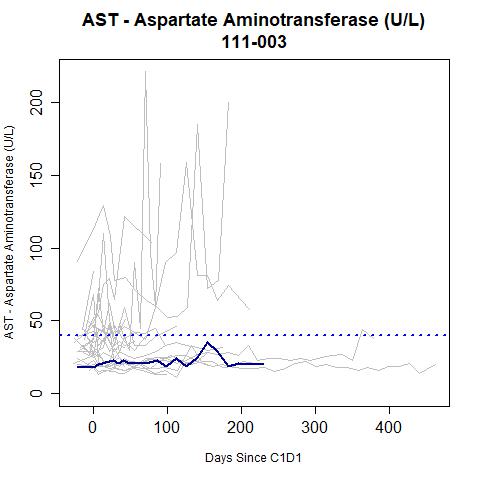 AST - Aspartate Aminotransferase (U/L)
111-003
AST - Aspartate Aminotransferase (U/L)
200
150
100
50
0
0 100 200 300 400
Days Since C1D1